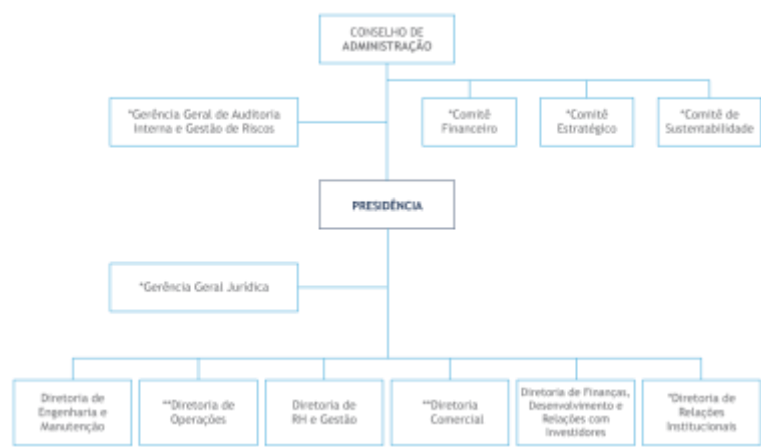 CONSELHO DE
ADMINISTRAÇÃO
*Gerência Geral de Auditoria
Interna e Gestão de Riscos
*Comitê
Financeiro
*Comitê
Estratégico
*Comitê de
Sustentabilidade
PRESIDÊNCIA
*Gerência Geral Jurídica
Diretoria de
Engenharia e
Manutenção
**Diretoria de
Operações
Diretoria de
RH e Gestão
**Diretoria
Comercial
Diretoria de Finanças,
Desenvolvimento e
Relações com
Investidores
*Diretoria de
Relações
Institucionais